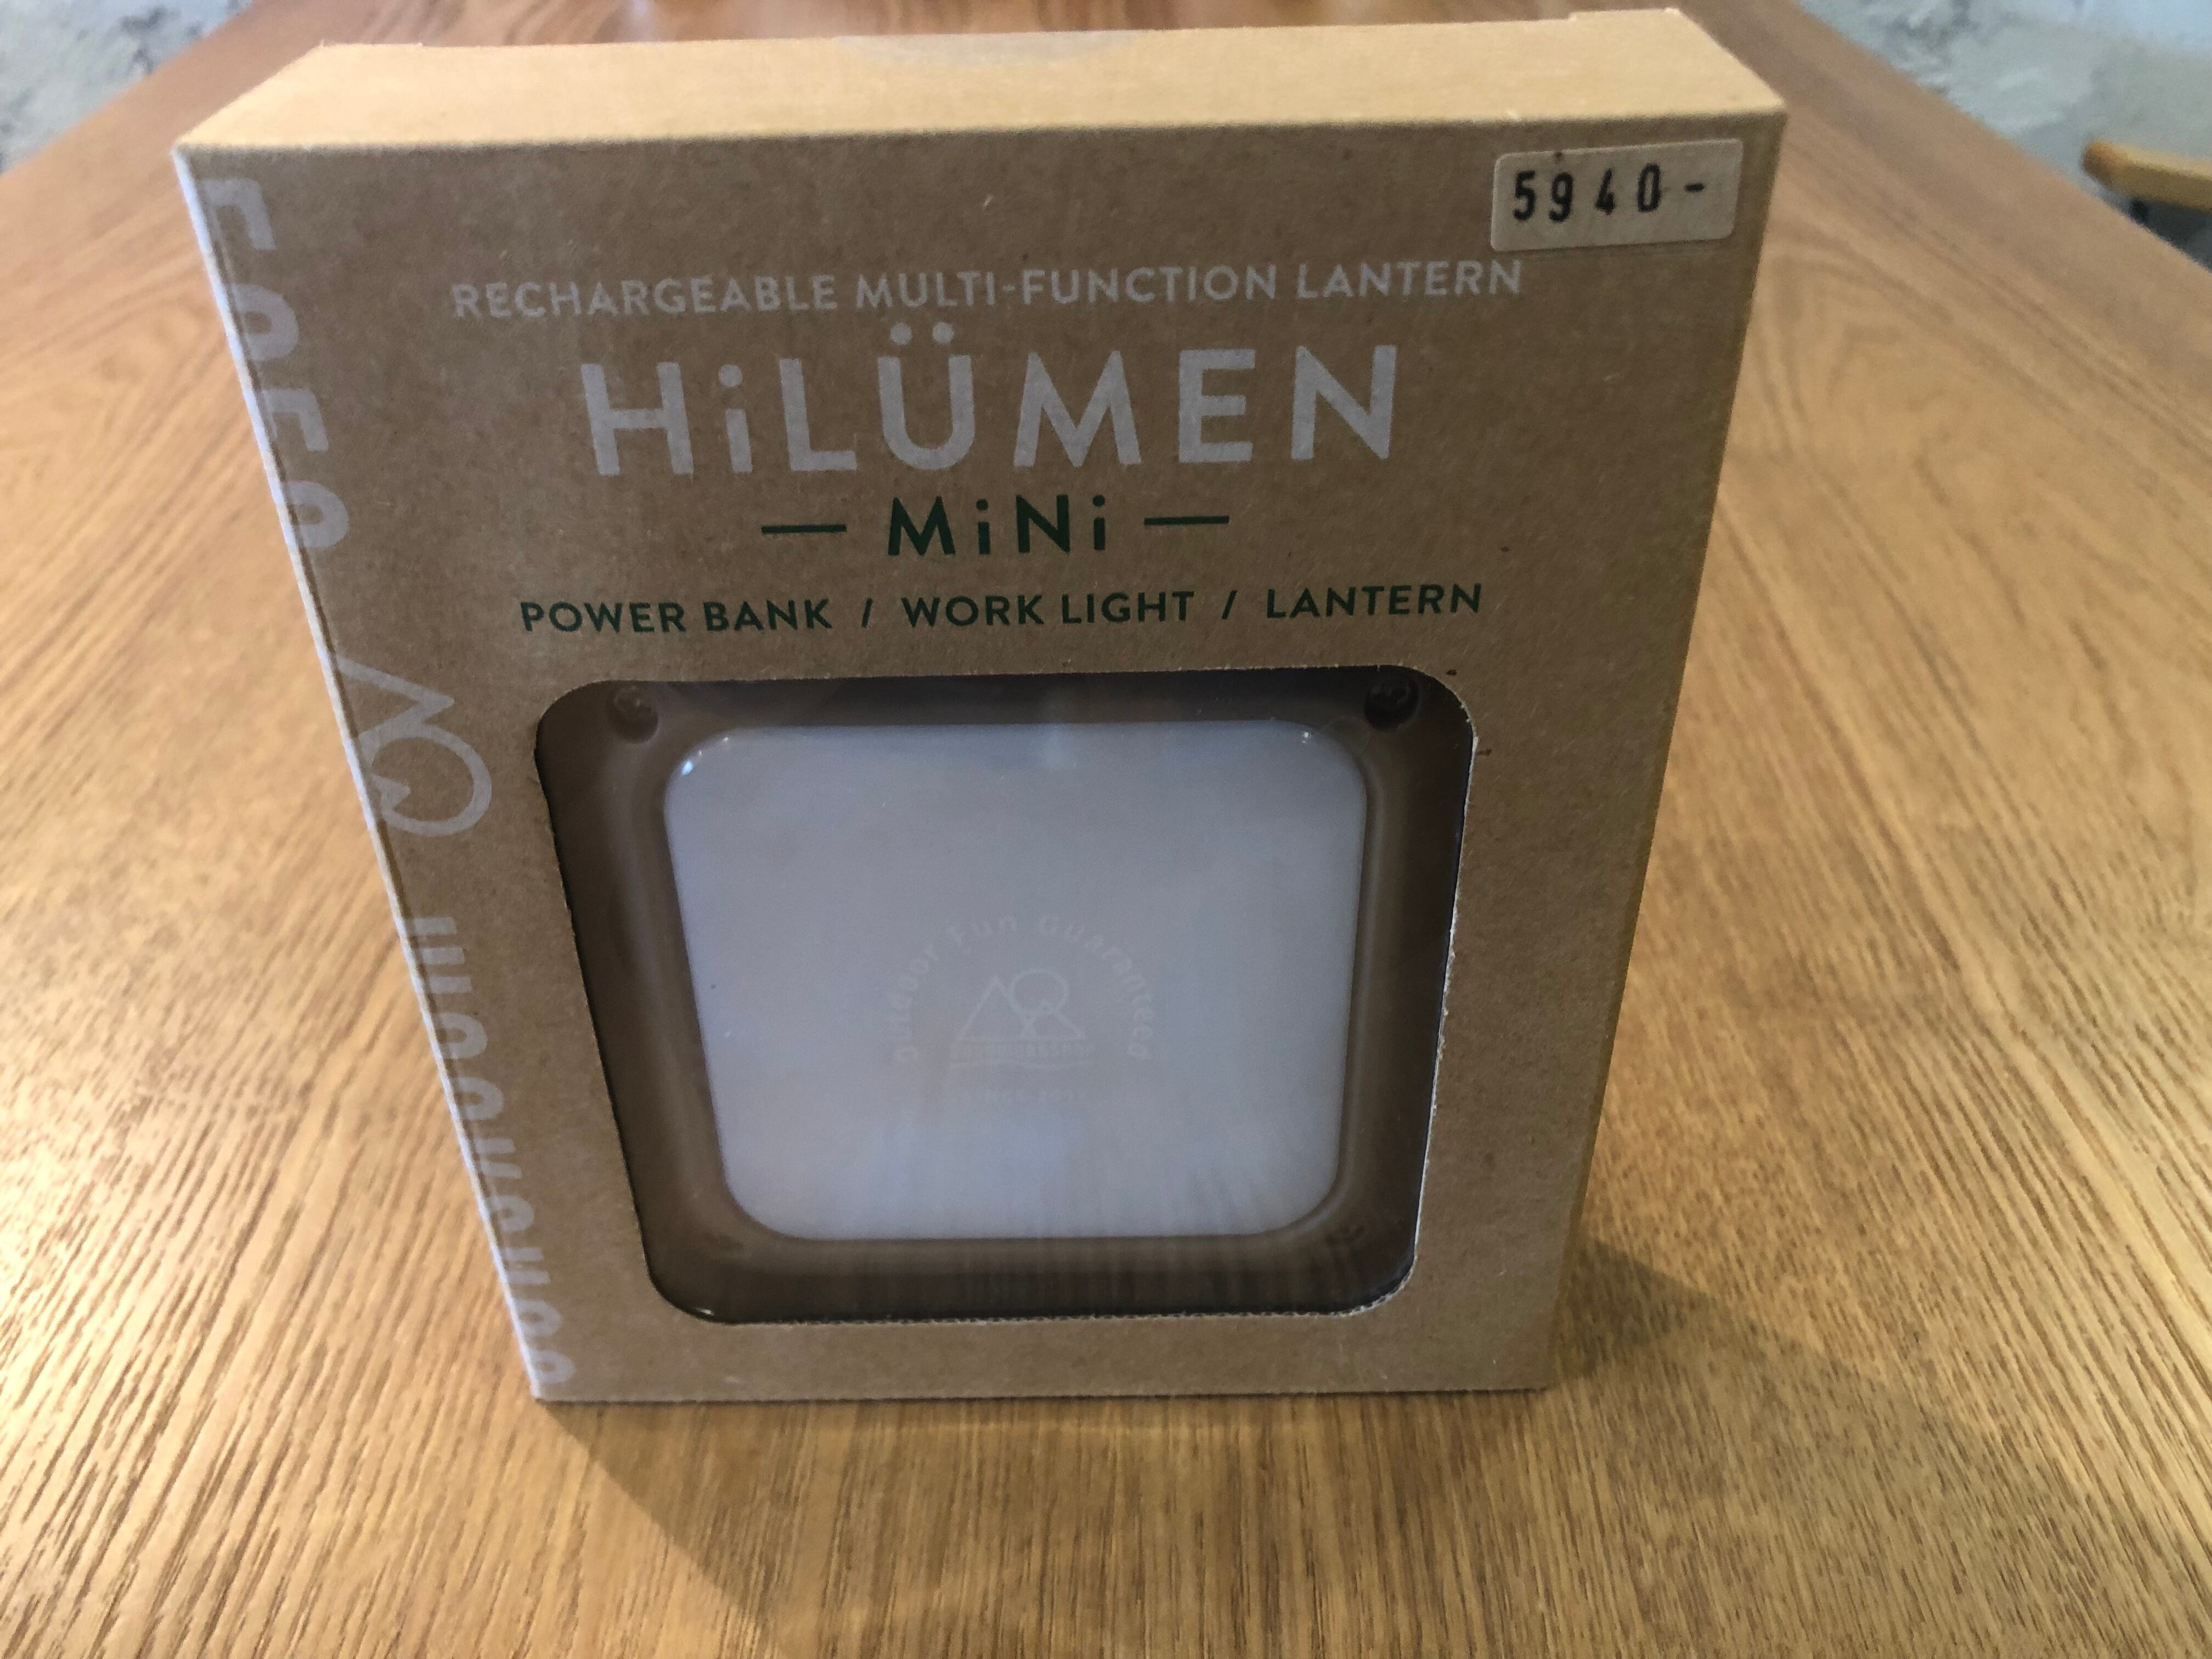 5940-
RECHARGEABLE MULTI-FUNCTION LANTERN
HiLÜMEN
— MiNi —
POWER BANK / WORK LIGHT / LANTERN
Outdoor Fun Guaranteed